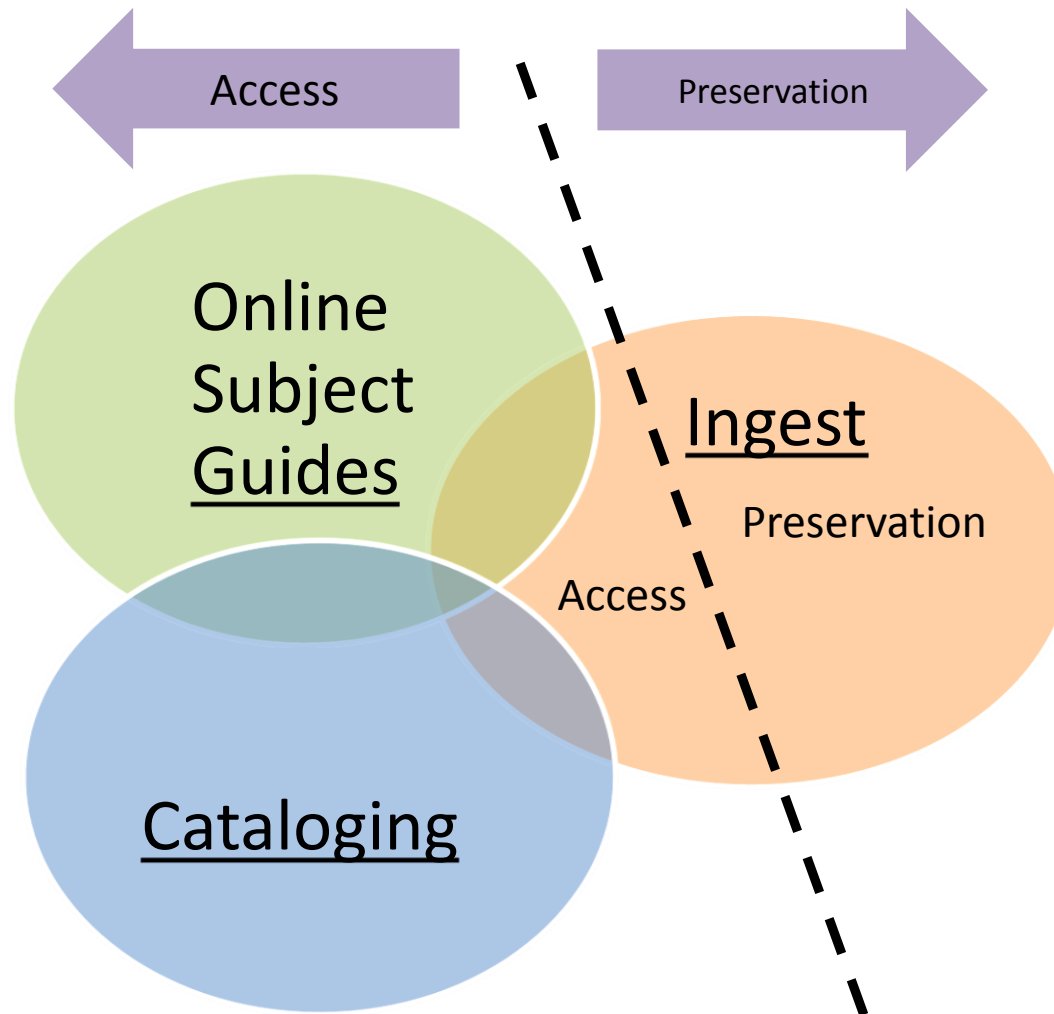 Access
Preservation
Online
Subject
Guides
Ingest
Preservation
Access
Cataloging